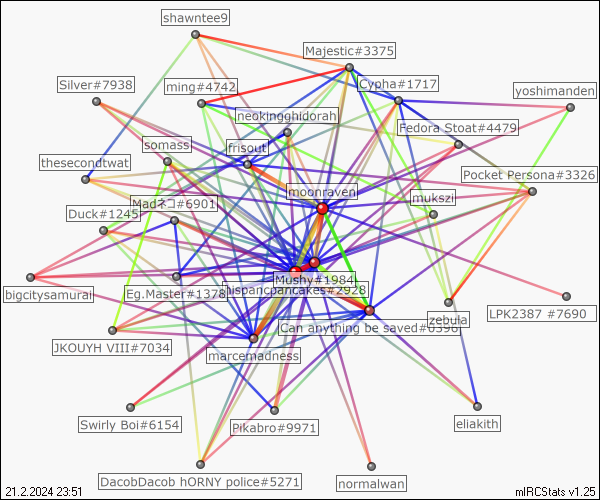 shawntee9
Majestic#3375
Cypha#1717
ming#4742
Silver#7938
yoshimanden
neokingghidorah
Fedora Stoat#4479
somass
frisout
thesecondtwat
Pocket Persona#3326
moonraven
mukszi
Madネコ#6901
Duck#1245
Mushy#1984
hispancpancakes#2928
Eg.Master#1378
bigcitysamurai
LPK2387 #7690
zebula
Can anything be saved#0396
JKOUYH VIII#7034
marcemadness
Swirly Boi#6154
Pikabro#9971
eliakith
DacobDacob hORNY police#5271
normalwan
21.2.2024 23:51
mIRCStats v1.25